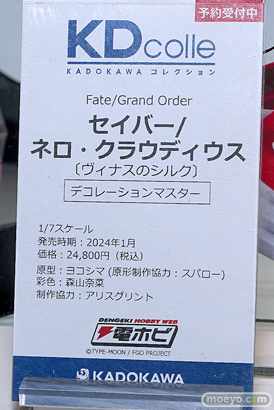 予約受付中
KDcolle
KADOKAWA コレクション
Fate/Grand Order
セイバー/
ネロ・クラウディウス
〔ヴィナスのシルク〕
デコレーションマスター
1/7スケール
発売時期：2024年1月
価格：24,800円（税込）
原型：ヨコシマ (原形制作協力：スパロー)
彩色：森山奈菜
制作協力：アリスグリント
DENGEKI HOBBY WEB
電ホビ
©TYPE-MOON / FGO PROJECT
KADOKAWA
moeyo.com